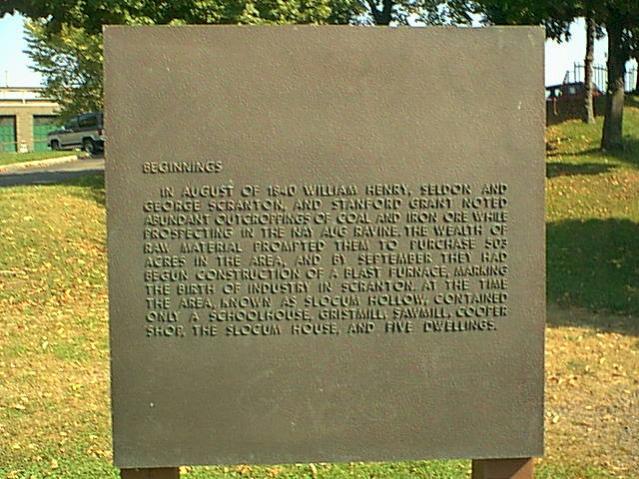 BEGINNINGS
IN AUGUST OF 1840 WILLIAM HENRY, SELDON AND
GEORGE SCRANTON, AND STANFORD GRANT NOTED
ABUNDANT OUTCROPPINGS OF COAL AND IRON ORE WHILE
PROSPECTING IN THE NAY AUG RAVINE. THE WEALTH OF
RAW MATERIAL PROMPTED THEM TO PURCHASE 503
ACRES IN THE AREA, AND BY SEPTEMBER THEY HAD
BEGUN CONSTRUCTION OF A BLAST FURNACE, MARKING
THE BIRTH OF INDUSTRY IN SCRANTON. AT THE TIME
THE AREA, KNOWN AS SLOCUM HOLLOW, CONTAINED
ONLY A SCHOOLHOUSE, GRISTMILL, SAWMILL, COOPER
SHOP, THE SLOCUM HOUSE, AND FIVE DWELLINGS.